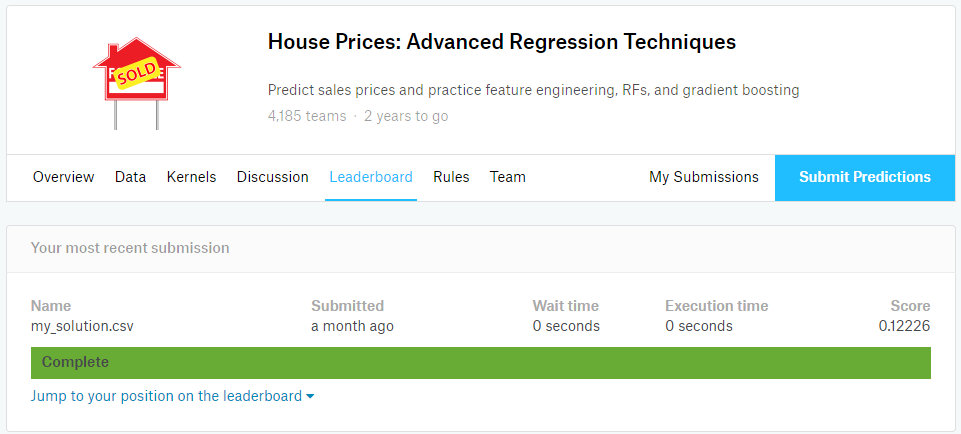 House Prices: Advanced Regression Techniques
SOLD
Predict sales prices and practice feature engineering, RFs, and gradient boosting
4,185 teams · 2 years to go
Overview Data Kernels Discussion Leaderboard Rules Team My Submissions Submit Predictions
Your most recent submission
Name Submitted Wait time Execution time Score
my_solution.csv a month ago 0 seconds 0 seconds 0.12226
Complete
Jump to your position on the leaderboard